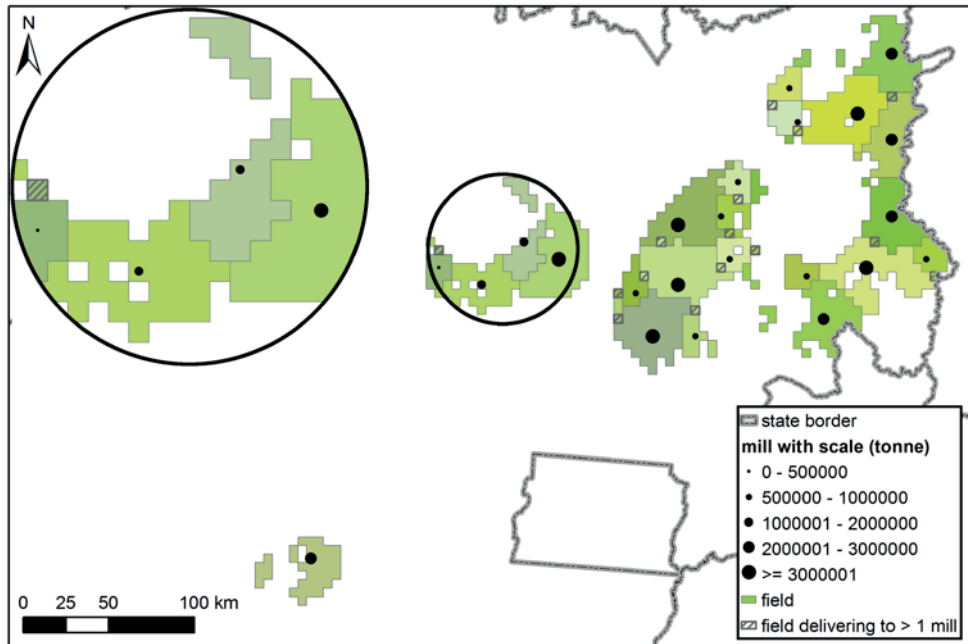 N
state border
mill with scale (tonne)
0 - 500000
500000 - 1000000
1000001 - 2000000
2000001 - 3000000
>= 3000001
field
field delivering to > 1 mill
0 25 50 100 km